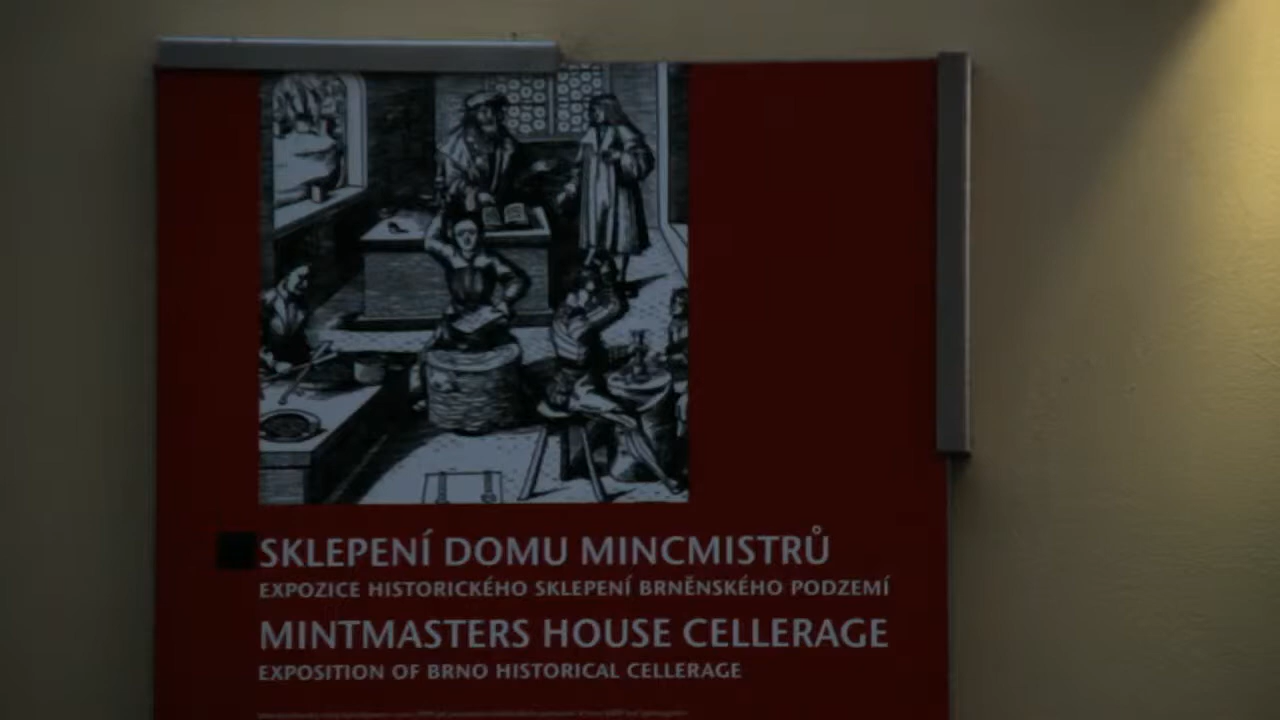 SKLEPENÍ DOMU MINCMISTRŮ
EXPOZICE HISTORICKÉHO SKLEPENÍ BRNĚNSKÉHO PODZEMÍ
MINTMASTERS HOUSE CELLERAGE
EXPOSITION OF BRNO HISTORICAL CELLERAGE